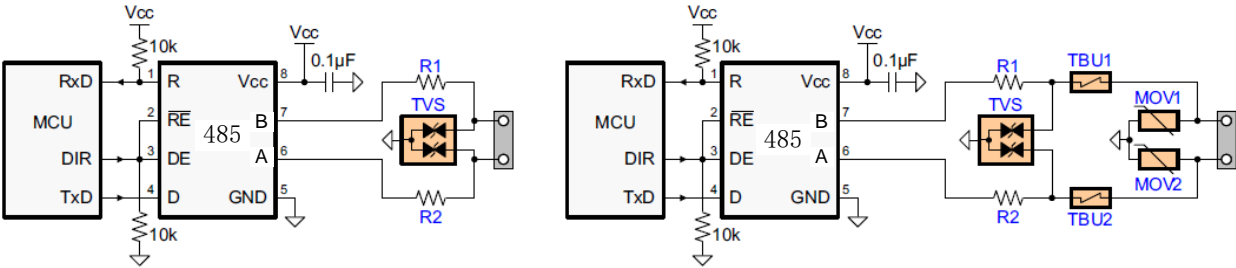 Vcc
10k
Vcc
0.1µF
RxD
1
R
Vcc
8
R1
MCU
2
RE
485
B
7
TVS
DIR
3
DE
A
6
TxD
4
D
GND
5
R2
10k
Vcc
10k
Vcc
0.1µF
RxD
1
R
Vcc
8
R1
TBU1
MCU
2
RE
485
B
7
TVS
MOV1
DIR
3
DE
A
6
MOV2
TxD
4
D
GND
5
R2
TBU2
10k